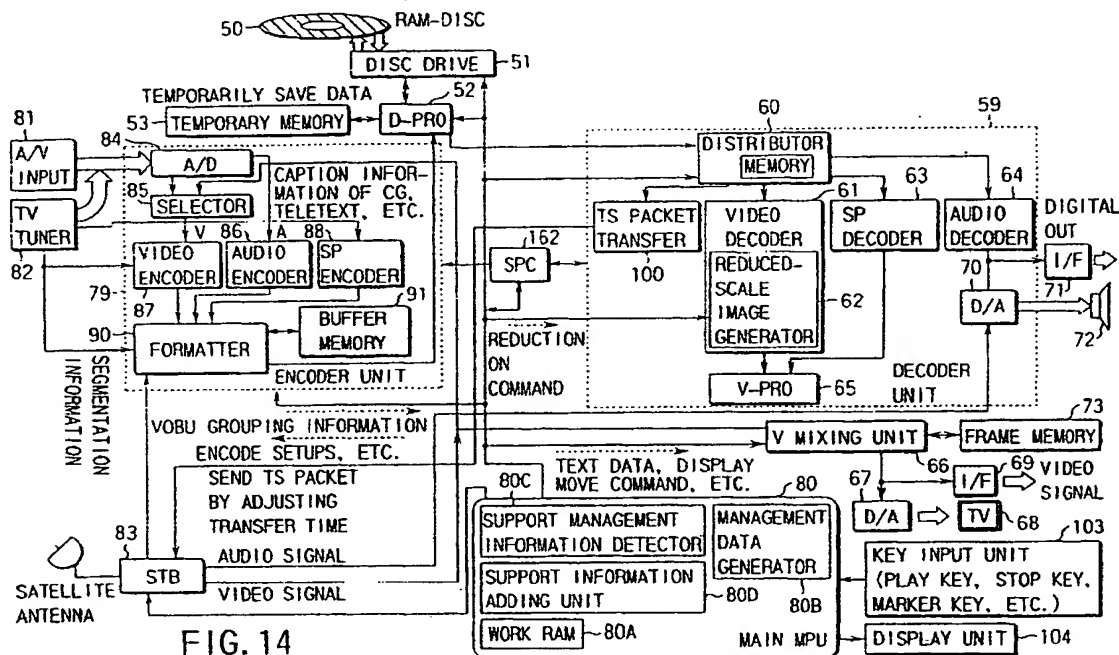 50
RAM-DISC
DISC DRIVE
51
TEMPORARILY SAVE DATA
52
53
TEMPORARY MEMORY
D-PRO
81
A/V INPUT
84
A/D
85
SELECTOR
CAPTION INFOR-
MATION OF CG,
TELETEXT, ETC.
TV TUNER
82
V
86
A
88
VIDEO ENCODER
AUDIO ENCODER
SP ENCODER
79
87
91
90
FORMATTER
BUFFER MEMORY
ENCODER UNIT
SEGMENTATION INFORMATION
162
SPC
REDUCTION
ON
COMMAND
59
60
DISTRIBUTOR
MEMORY
61
63
64
TS PACKET TRANSFER
100
VIDEO DECODER
REDUCED-
SCALE
IMAGE
GENERATOR
62
SP DECODER
AUDIO DECODER
DIGITAL OUT
70
I/F
71
D/A
72
V-PRO
65
DECODER UNIT
73
V MIXING UNIT
66
FRAME MEMORY
VOBU GROUPING INFORMATION
ENCODE SETUPS, ETC.
SEND TS PACKET
BY ADJUSTING
TRANSFER TIME
TEXT DATA, DISPLAY
MOVE COMMAND, ETC.
67
69
I/F
VIDEO SIGNAL
D/A
TV
68
83
STB
AUDIO SIGNAL
VIDEO SIGNAL
SATELLITE ANTENNA
80C
80
SUPPORT MANAGEMENT
INFORMATION DETECTOR
MANAGEMENT
DATA
GENERATOR
80B
SUPPORT INFORMATION
ADDING UNIT
80D
WORK RAM
80A
MAIN MPU
103
KEY INPUT UNIT
(PLAY KEY, STOP KEY,
MARKER KEY, ETC.)
DISPLAY UNIT
104
FIG. 14